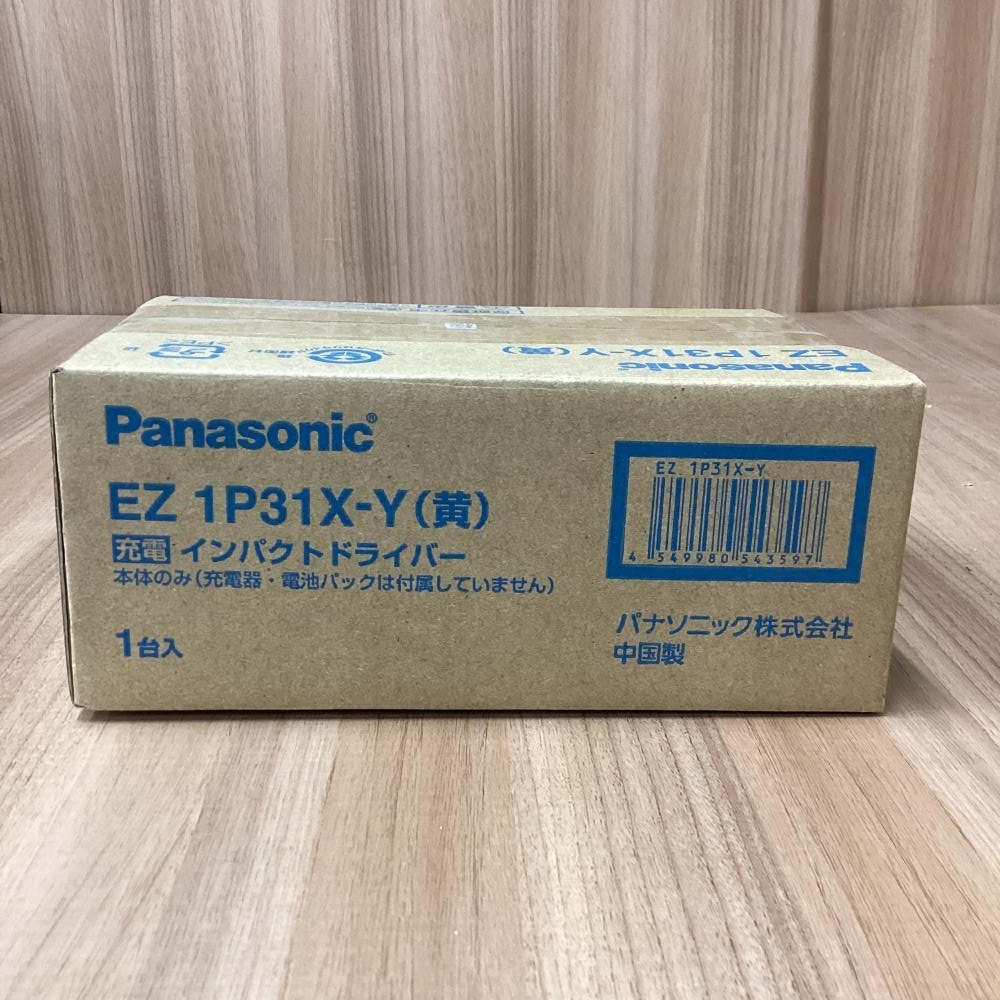 Panasonic
EZ 1P31X-Y(黄)
Panasonic®
EZ 1P31X-Y(黄)
充電 インパクトドライバー
本体のみ(充電器・電池パックは付属していません)
1台入
EZ 1P31X-Y
4 549980 543597
パナソニック株式会社
中国製